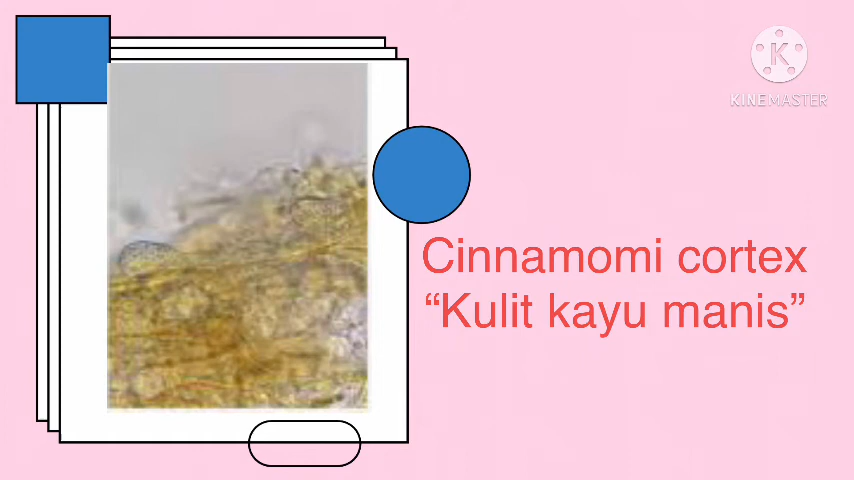 K
KINEMASTER
Cinnamomi cortex
“Kulit kayu manis”